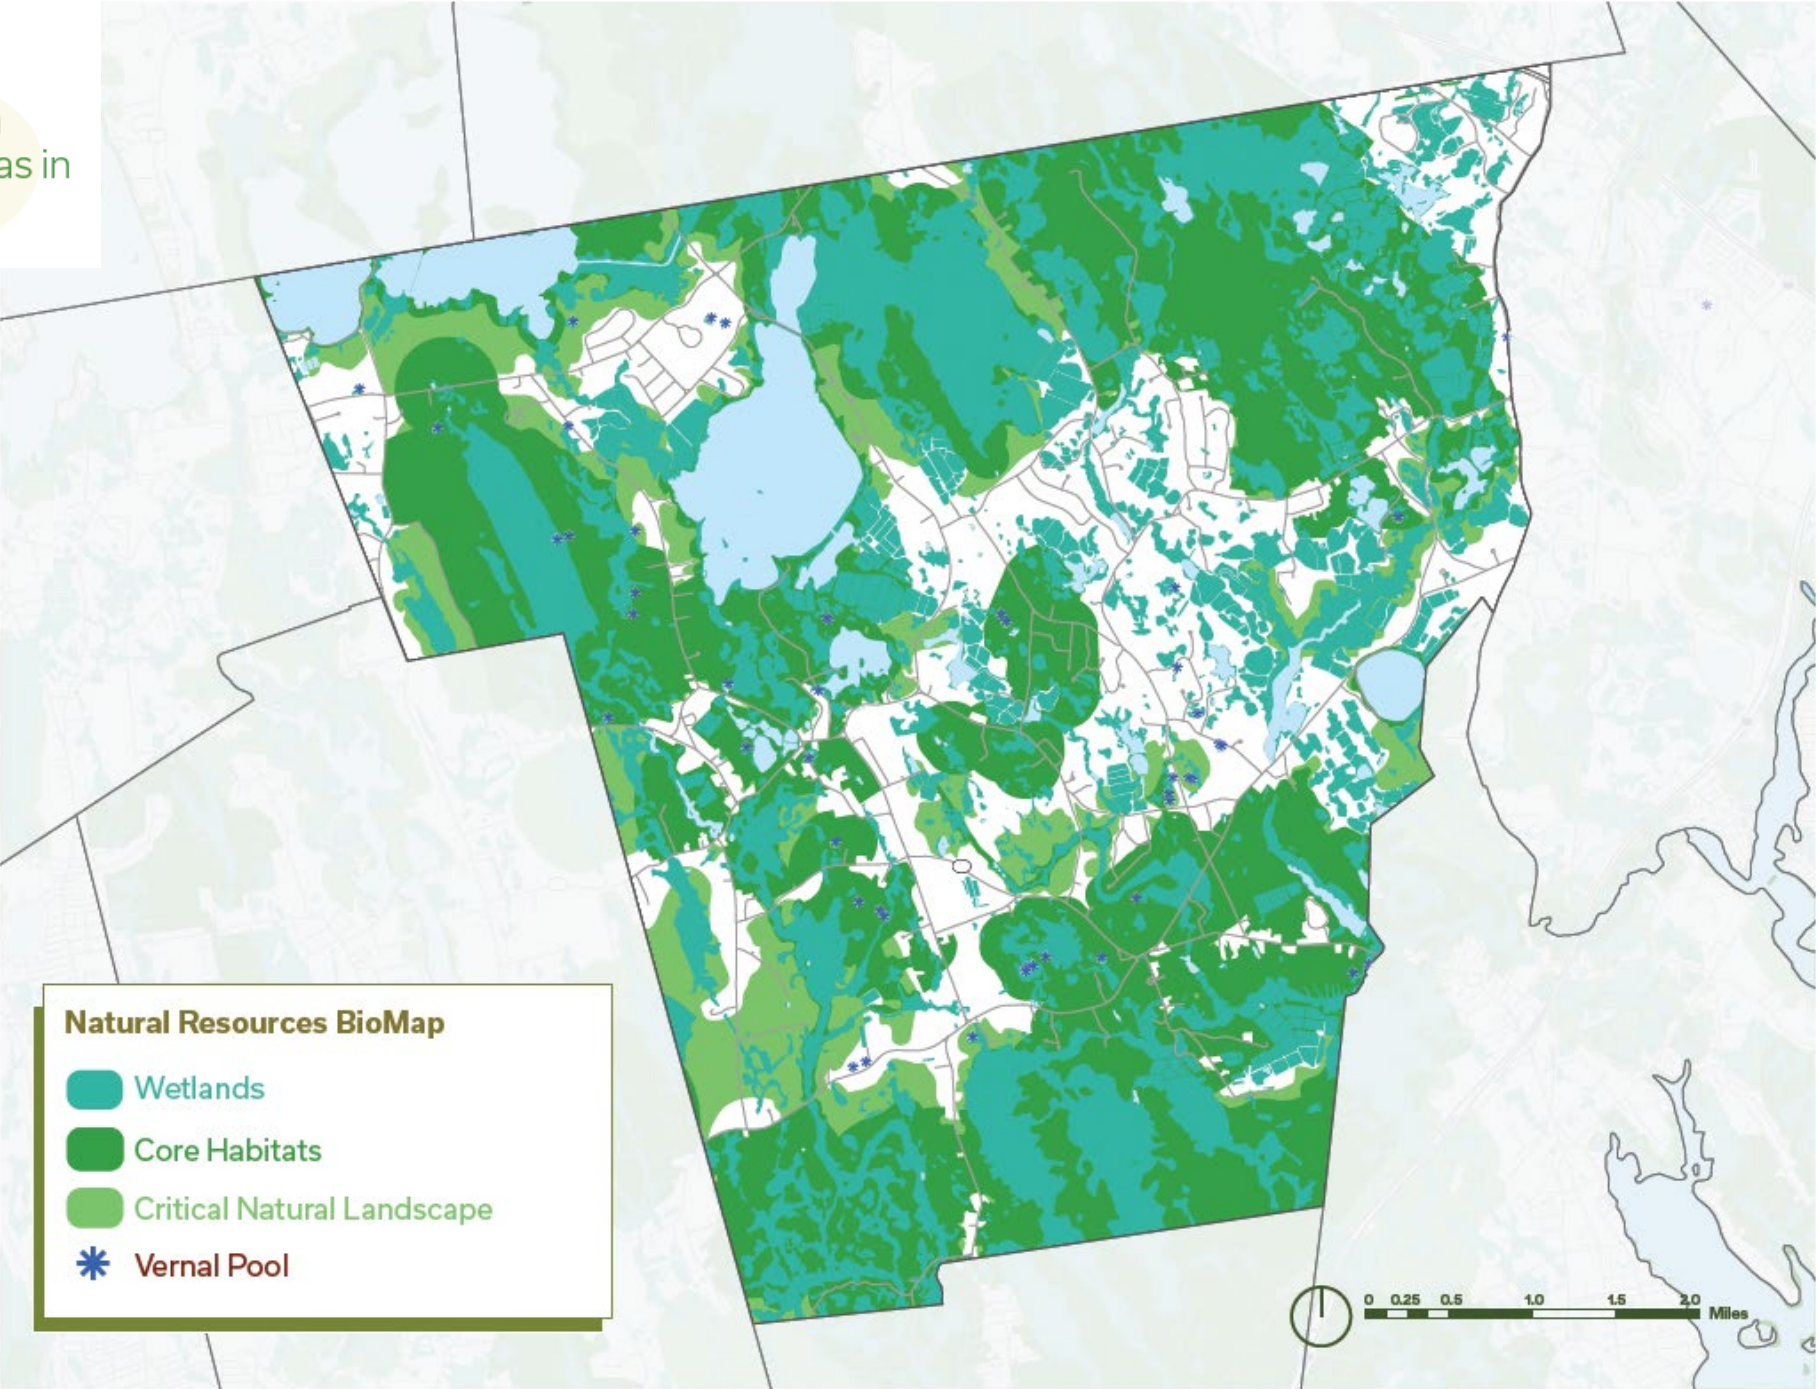 as in
Natural Resources BioMap
Wetlands
Core Habitats
Critical Natural Landscape
Vernal Pool
0 0.25 0.5 1.0 1.5 2.0 Miles